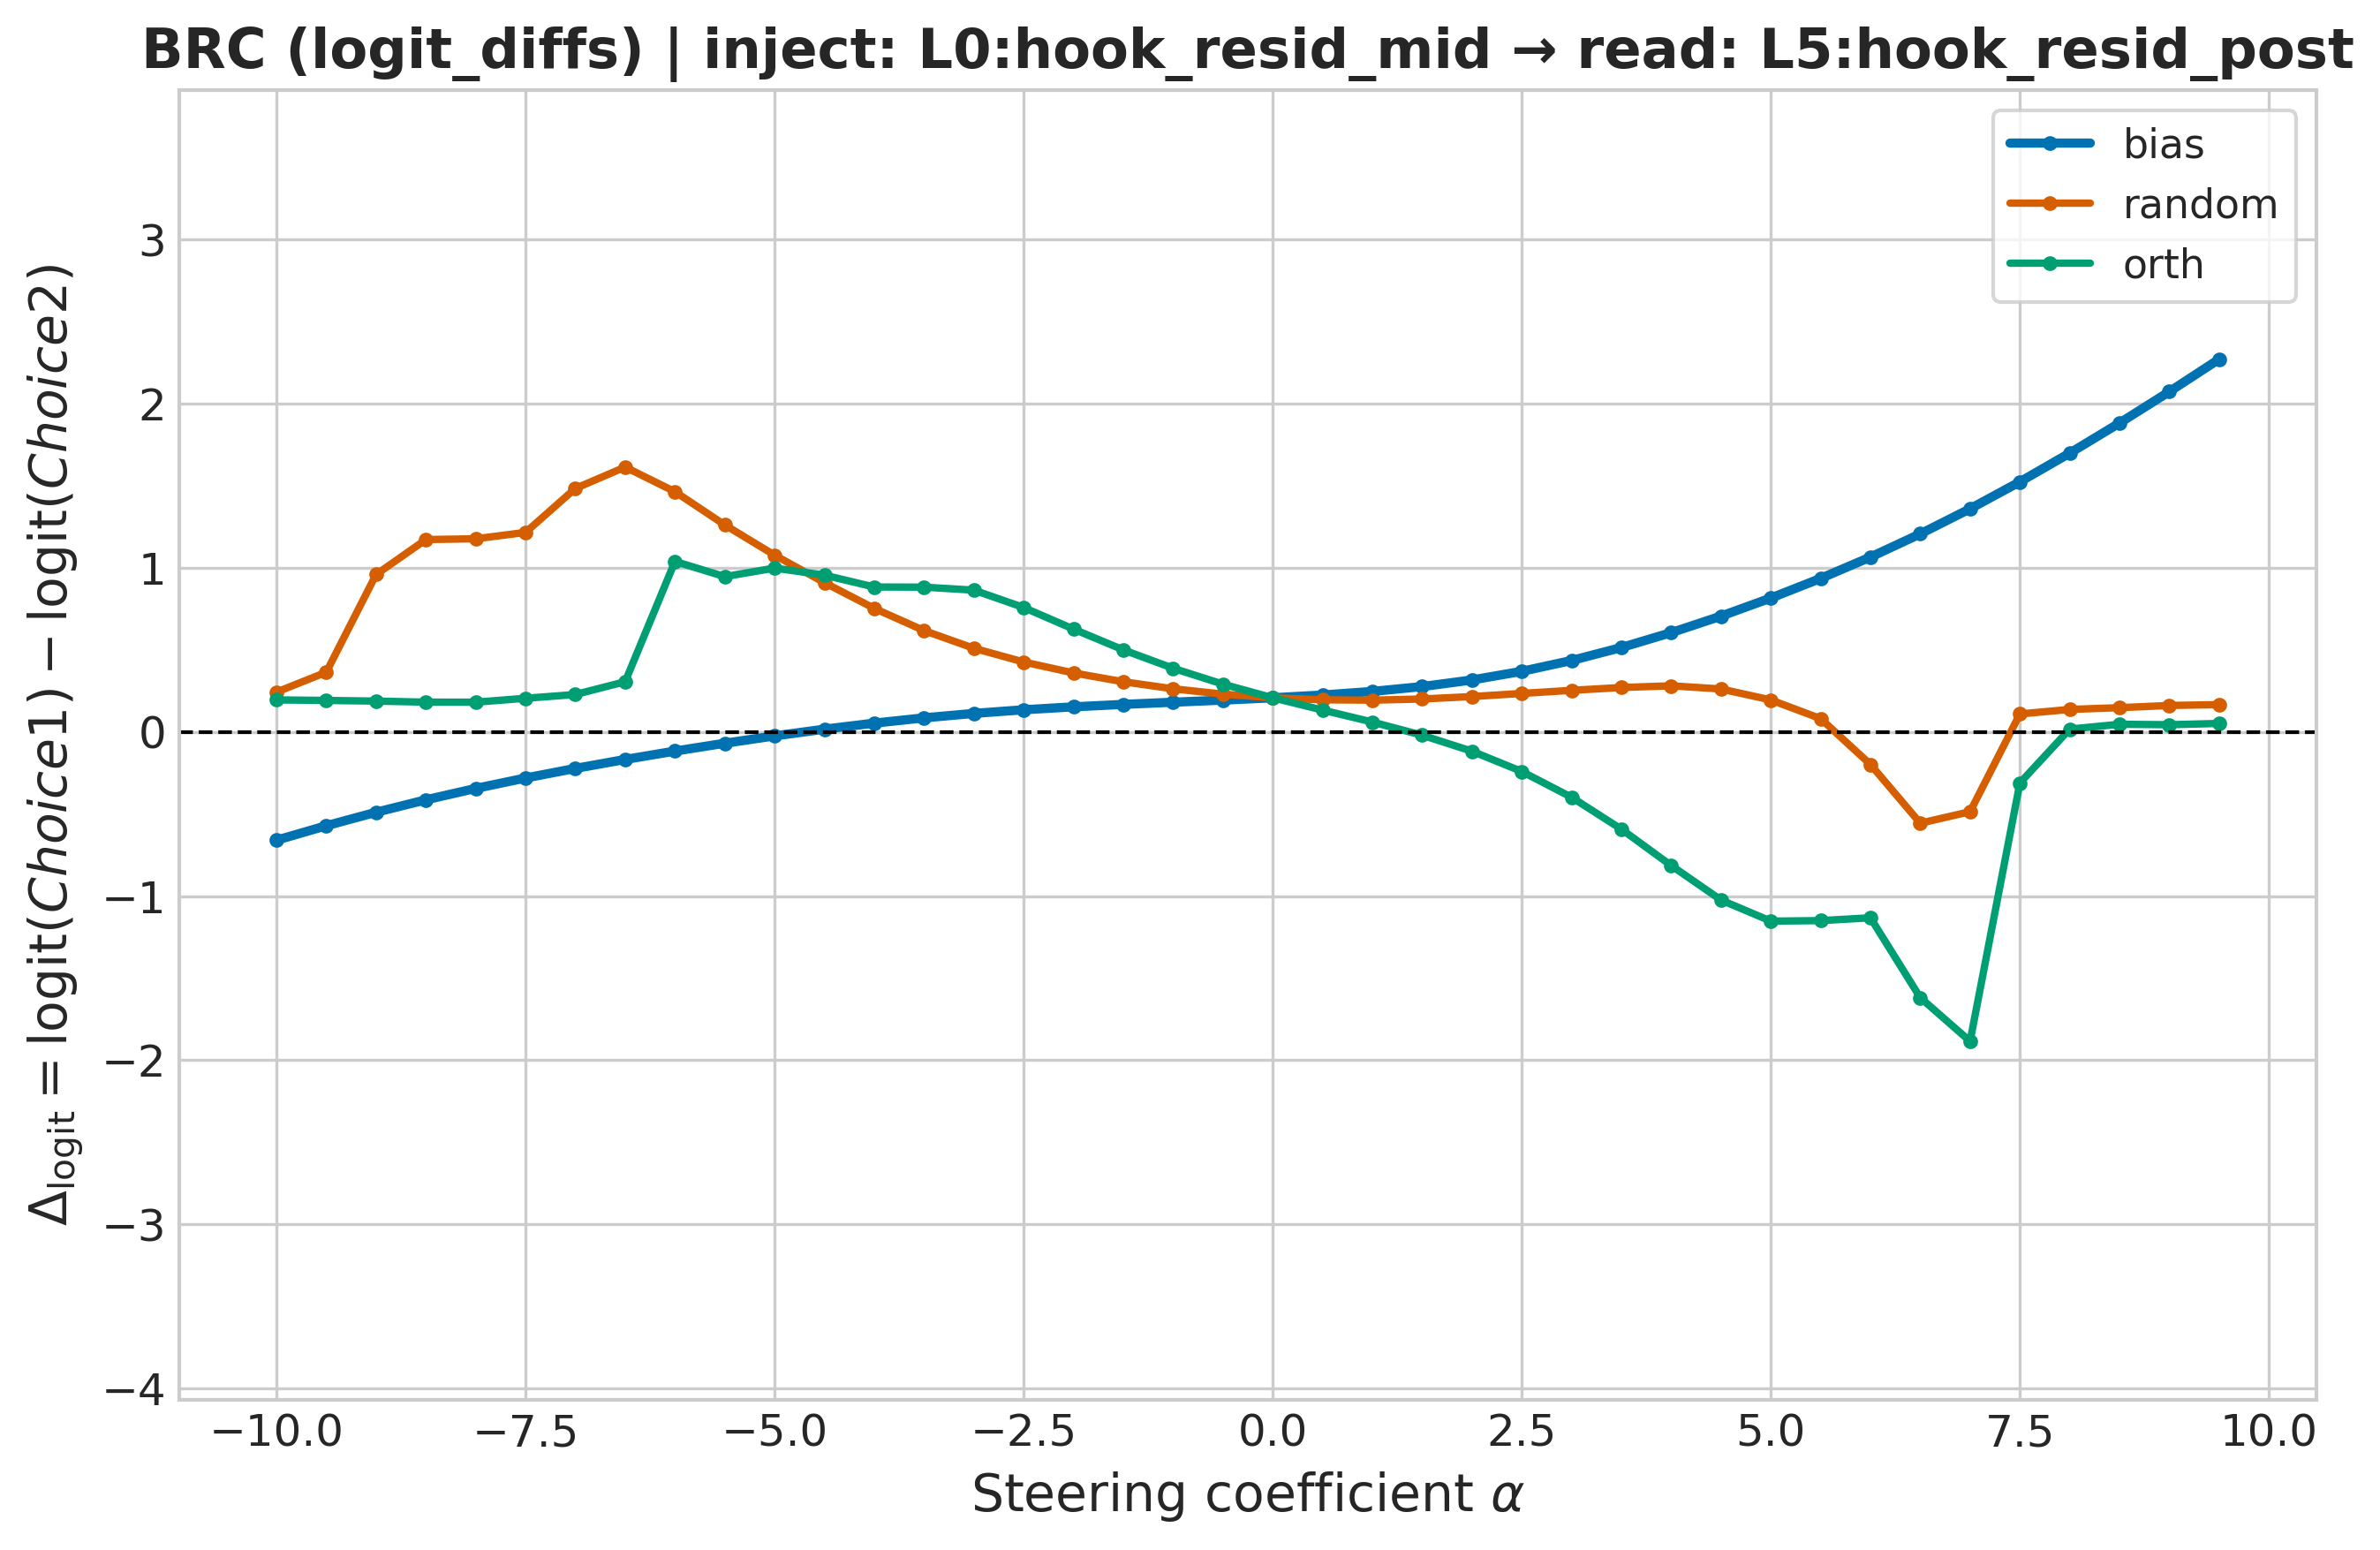 BRC (logit_diffs) | inject: L0:hook_resid_mid → read: L5:hook_resid_post
bias
random
orth
Δlogit = logit(Choice1) − logit(Choice2)
3
2
1
0
−1
−2
−3
−4
−10.0 −7.5 −5.0 −2.5 0.0 2.5 5.0 7.5 10.0
Steering coefficient α